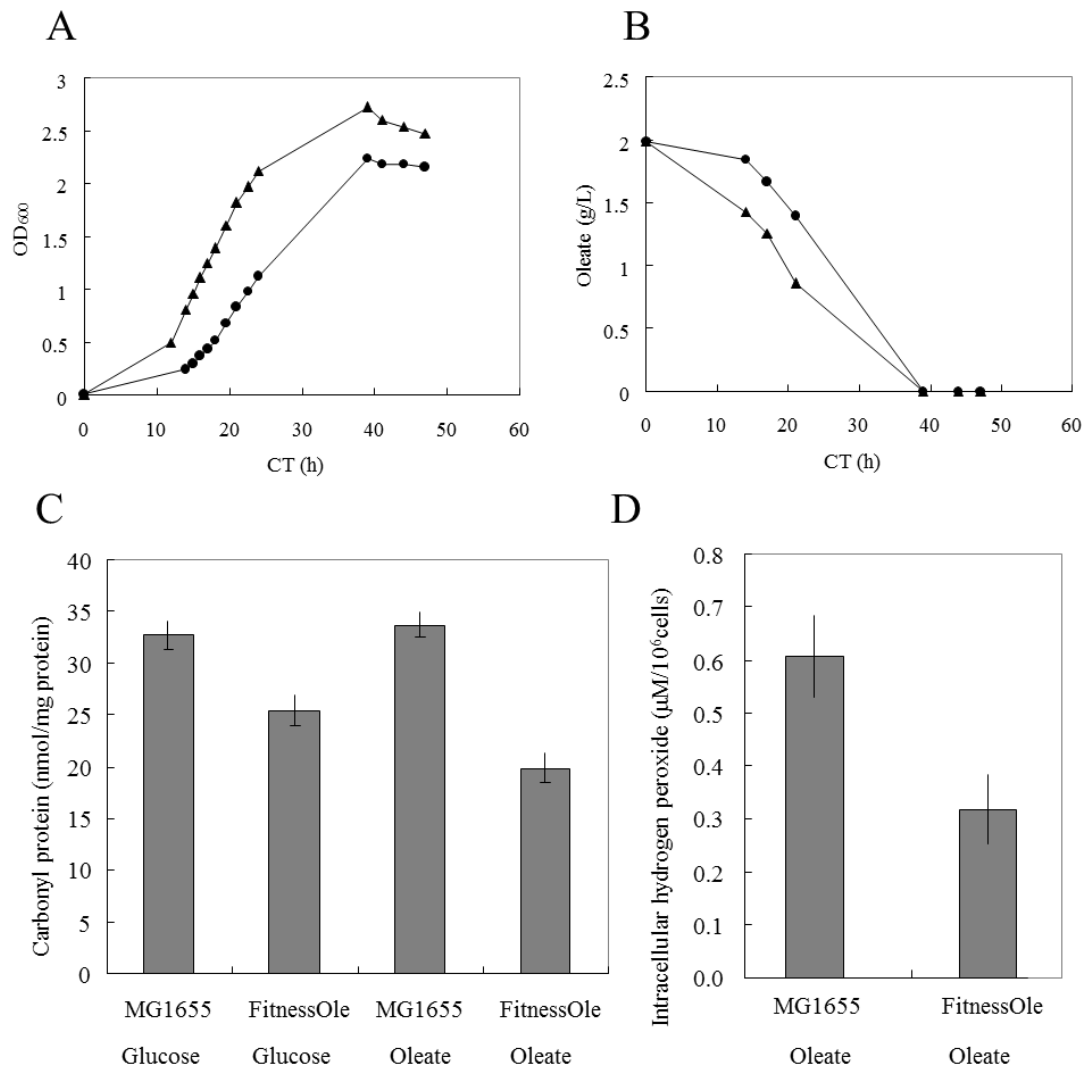 A
OD600
3
2.5
2
1.5
1
0.5
0
0 10 20 30 40 50 60
CT (h)
B
Oleate (g/L)
2.5
2
1.5
1
0.5
0
0 10 20 30 40 50 60
CT (h)
C
Carbonyl protein (nmol/mg protein)
40
35
30
25
20
15
10
5
0
MG1655 FitnessOle MG1655 FitnessOle
Glucose Glucose Oleate Oleate
D
Intracellular hydrogen peroxide (μM/10⁶cells)
0.8
0.7
0.6
0.5
0.4
0.3
0.2
0.1
0.0
MG1655 FitnessOle
Oleate Oleate